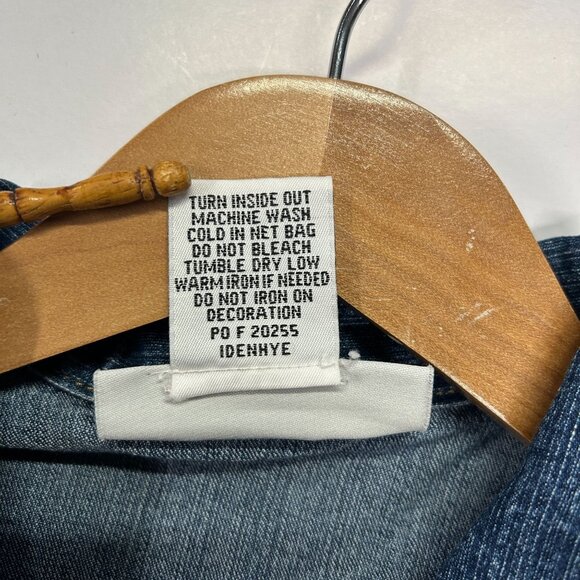 TURN INSIDE OUT
MACHINE WASH
COLD IN NET BAG
DO NOT BLEACH
TUMBLE DRY LOW
WARM IRON IF NEEDED
DO NOT IRON ON
DECORATION
PO F 20255
IDENHYE